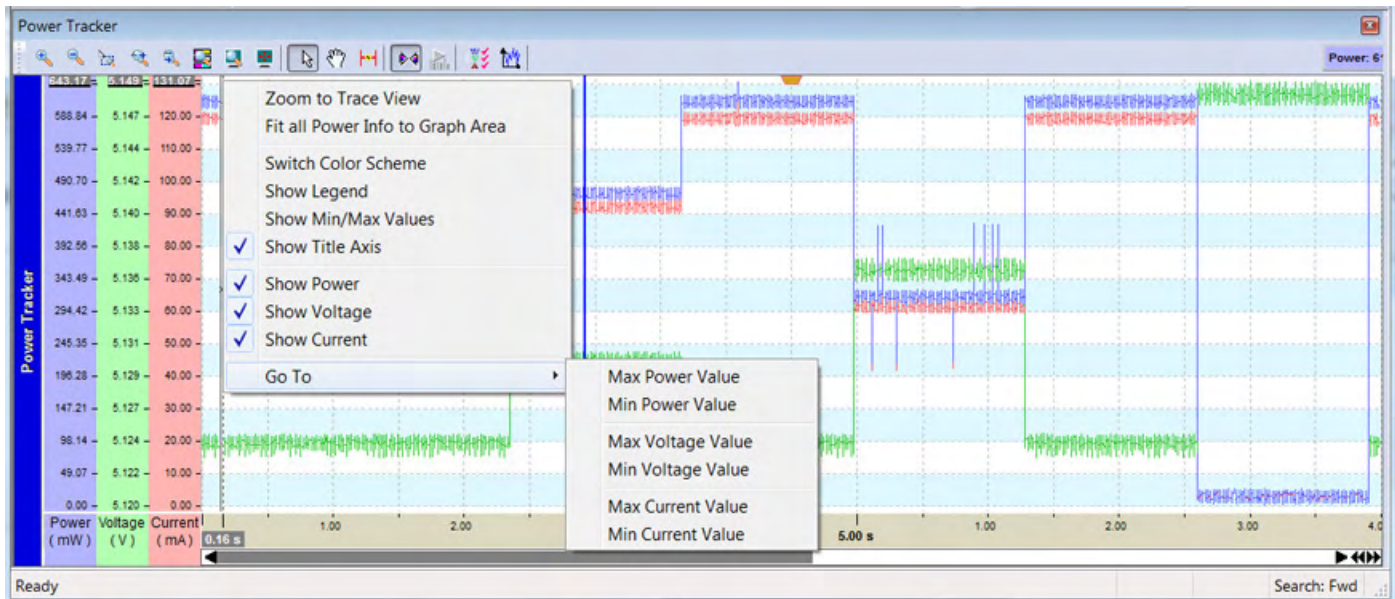 Power Tracker
Power: 6
643.17 5.149 131.07
588.84 5.147 120.00
539.77 5.144 110.00
490.70 5.142 100.00
441.63 5.140 90.00
392.56 5.138 80.00
343.49 5.136 70.00
294.42 5.133 60.00
245.35 5.131 50.00
196.28 5.129 40.00
147.21 5.127 30.00
98.14 5.124 20.00
49.07 5.122 10.00
0.00 5.120 0.00
Power Voltage Current
(mW) (V) (mA)
Power Tracker
Zoom to Trace View
Fit all Power Info to Graph Area
Switch Color Scheme
Show Legend
Show Min/Max Values
Show Title Axis
Show Power
Show Voltage
Show Current
Go To
Max Power Value
Min Power Value
Max Voltage Value
Min Voltage Value
Max Current Value
Min Current Value
0.16 s 1.00 2.00 5.00 s 1.00 2.00 3.00 4.0
Ready
Search: Fwd